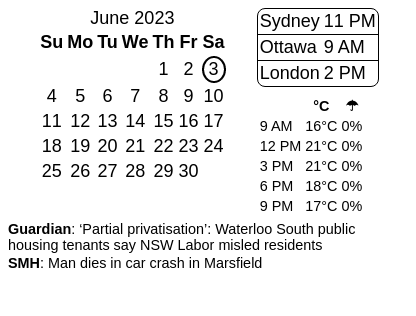 June 2023
Su Mo Tu We Th Fr Sa
1 2 3
4 5 6 7 8 9 10
11 12 13 14 15 16 17
18 19 20 21 22 23 24
25 26 27 28 29 30
Sydney 11 PM
Ottawa 9 AM
London 2 PM
°C ☂
9 AM 16°C 0%
12 PM 21°C 0%
3 PM 21°C 0%
6 PM 18°C 0%
9 PM 17°C 0%
Guardian: ‘Partial privatisation’: Waterloo South public
housing tenants say NSW Labor misled residents
SMH: Man dies in car crash in Marsfield